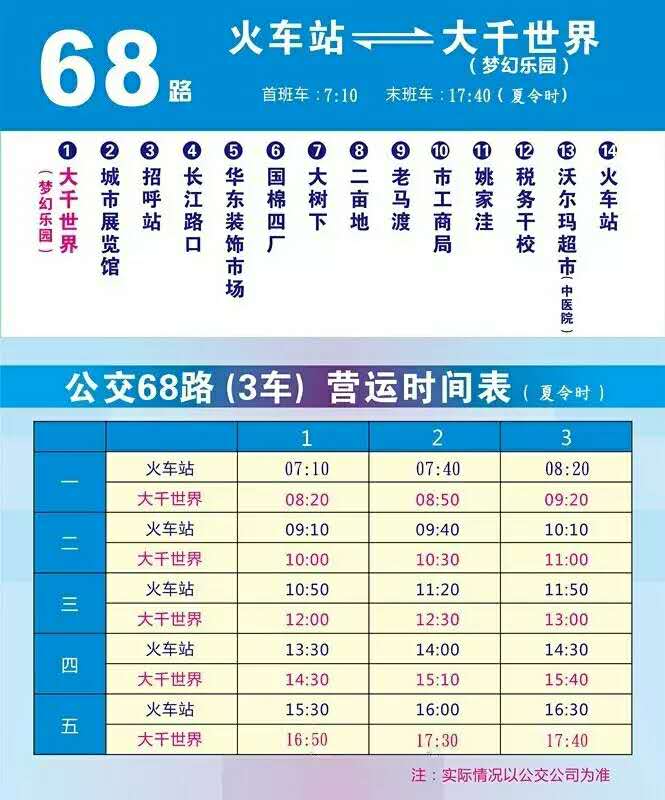 68路
火车站 大千世界
(梦幻乐园)
首班车：7:10 末班车：17:40（夏令时）
1 大千世界(梦幻乐园)
2 城市展览馆
3 招呼站
4 长江路口
5 华东装饰市场
6 国棉四厂
7 大树下
8 二亩地
9 老马渡
10 市工商局
11 姚家洼
12 税务干校
13 沃尔玛超市(中医院)
14 火车站
公交68路(3车) 营运时间表(夏令时)
1 2 3
一 火车站 07:10 07:40 08:20
大千世界 08:20 08:50 09:20
二 火车站 09:10 09:40 10:10
大千世界 10:00 10:30 11:00
三 火车站 10:50 11:20 11:50
大千世界 12:00 12:30 13:00
四 火车站 13:30 14:00 14:30
大千世界 14:30 15:10 15:40
五 火车站 15:30 16:00 16:30
大千世界 16:50 17:30 17:40
注：实际情况以公交公司为准